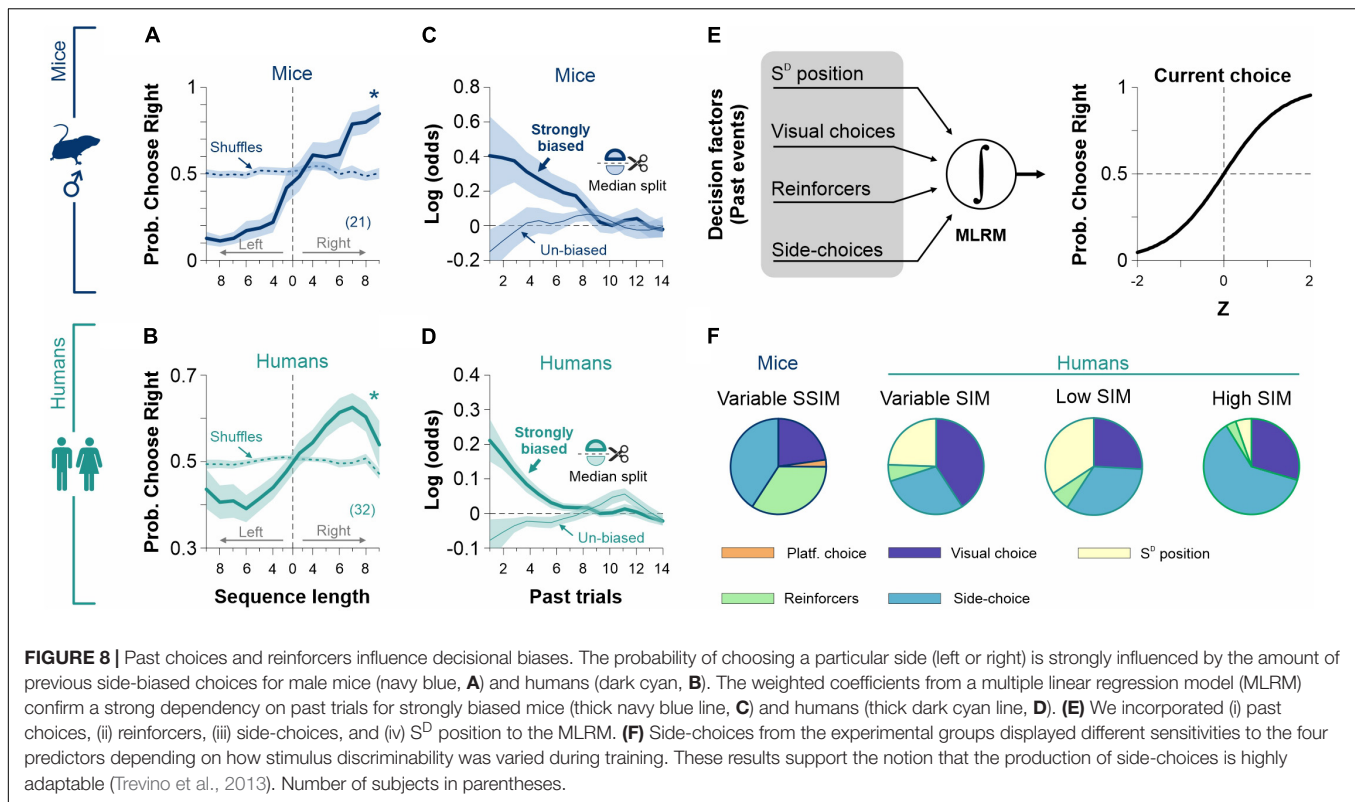 Mice
A
Mice
Prob. Choose Right
1
0.5
0
Shuffles
*
(21)
Left
Right
8 6 4 2 0 4 6 8
C
Mice
Log (odds)
0.6
0.4
0.2
0
-0.2
Strongly
biased
Median split
Un-biased
2 4 6 8 10 12 14
E
Decision factors
(Past events)
S^D position
Visual choices
Reinforcers
Side-choices
∫
MLRM
Current choice
Prob. Choose Right
1
0.5
0
-2 0 2
Z
Humans
B
Humans
Prob. Choose Right
0.7
0.5
0.3
Shuffles
*
(32)
Left
Right
8 6 4 2 0 4 6 8
Sequence length
D
Humans
Log (odds)
0.4
0.3
0.2
0.1
0
-0.1
Strongly
biased
Median split
Un-biased
2 4 6 8 10 12 14
Past trials
F
Mice
Humans
Variable SSIM
Variable SIM
Low SIM
High SIM
Platf. choice
Visual choice
S^D position
Reinforcers
Side-choice
FIGURE 8 | Past choices and reinforcers influence decisional biases. The probability of choosing a particular side (left or right) is strongly influenced by the amount of
previous side-biased choices for male mice (navy blue, A) and humans (dark cyan, B). The weighted coefficients from a multiple linear regression model (MLRM)
confirm a strong dependency on past trials for strongly biased mice (thick navy blue line, C) and humans (thick dark cyan line, D). (E) We incorporated (i) past
choices, (ii) reinforcers, (iii) side-choices, and (iv) S^D position to the MLRM. (F) Side-choices from the experimental groups displayed different sensitivities to the four
predictors depending on how stimulus discriminability was varied during training. These results support the notion that the production of side-choices is highly
adaptable (Trevino et al., 2013). Number of subjects in parentheses.